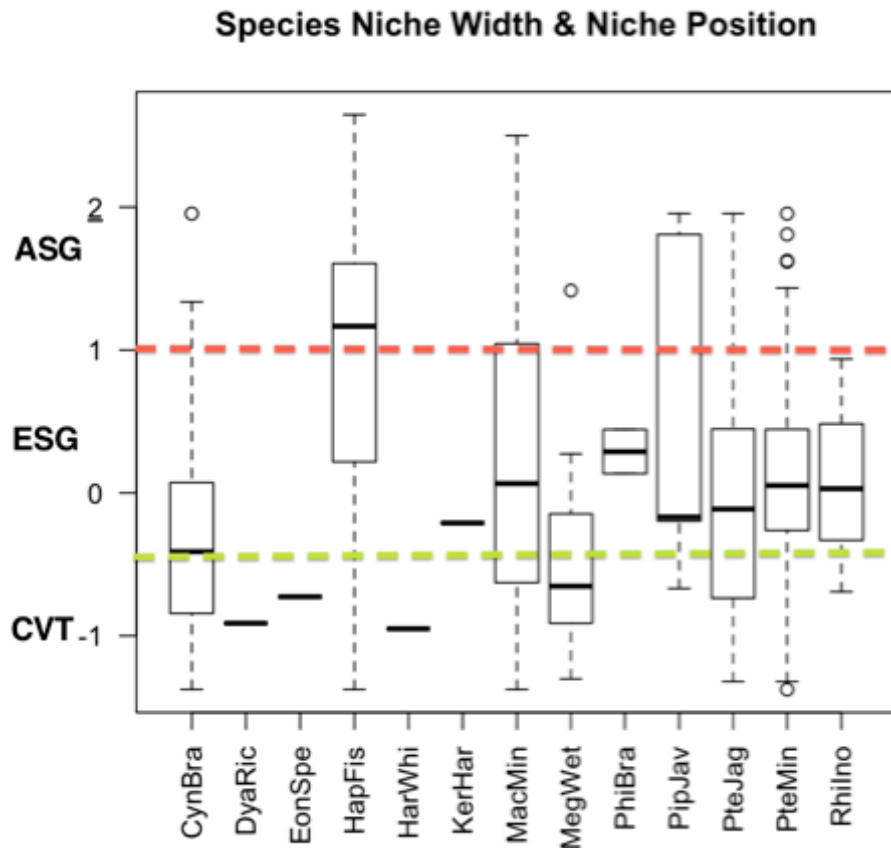 Species Niche Width & Niche Position
2
ASG
1
ESG
0
CVT
-1
CynBra
DyaRic
EonSpe
HapFis
HarWhi
KerHar
MacMin
MegWet
PhiBra
PipJav
PteJag
PteMin
RhiIno